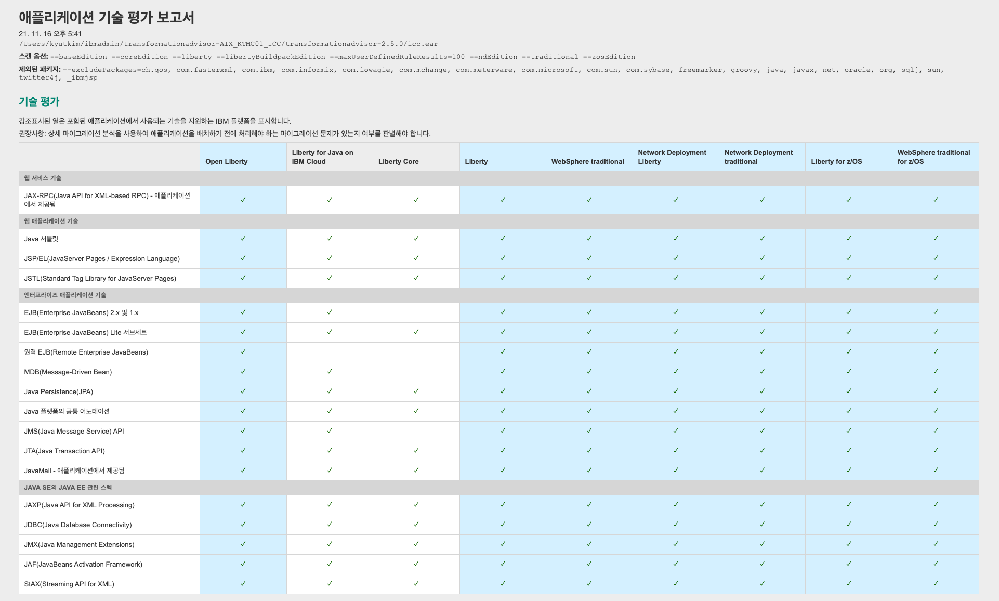 애플리케이션 기술 평가 보고서
21. 11. 16 오후 5:41
/Users/kyutkim/ibmadmin/transformationadvisor-AIX_KTMC01_ICC/transformationadvisor-2.5.0/icc.ear
스캔 옵션: --baseEdition --coreEdition --liberty --libertyBuildpackEdition --maxUserDefinedRuleResults=100 --ndEdition --traditional --zosEdition
제외된 패키지: --excludePackages=ch.qos, com.fasterxml, com.ibm, com.informix, com.lowagie, com.mchange, com.meterware, com.microsoft, com.sun, com.sybase, freemarker, groovy, java, javax, net, oracle, org, sqlj, sun,
twitter4j, _ibmjsp
기술 평가
강조표시된 열은 포함된 애플리케이션에서 사용되는 기술을 지원하는 IBM 플랫폼을 표시합니다.
권장사항: 상세 마이그레이션 분석을 사용하여 애플리케이션을 배치하기 전에 처리해야 하는 마이그레이션 문제가 있는지 여부를 판별해야 합니다.
Open Liberty
Liberty for Java on
IBM Cloud
Liberty Core
Liberty
WebSphere traditional
Network Deployment
Liberty
Network Deployment
traditional
Liberty for z/OS
WebSphere traditional
for z/OS
웹 서비스 기술
JAX-RPC(Java API for XML-based RPC) - 애플리케이션
에서 제공됨 ✓ ✓ ✓ ✓ ✓ ✓ ✓ ✓ ✓
웹 애플리케이션 기술
Java 서블릿 ✓ ✓ ✓ ✓ ✓ ✓ ✓ ✓ ✓
JSP/EL(JavaServer Pages / Expression Language) ✓ ✓ ✓ ✓ ✓ ✓ ✓ ✓ ✓
JSTL(Standard Tag Library for JavaServer Pages) ✓ ✓ ✓ ✓ ✓ ✓ ✓ ✓ ✓
엔터프라이즈 애플리케이션 기술
EJB(Enterprise JavaBeans) 2.x 및 1.x ✓ ✓ ✓ ✓ ✓ ✓ ✓ ✓
EJB(Enterprise JavaBeans) Lite 서브세트 ✓ ✓ ✓ ✓ ✓ ✓ ✓ ✓ ✓
원격 EJB(Remote Enterprise JavaBeans) ✓ ✓ ✓ ✓ ✓ ✓ ✓
MDB(Message-Driven Bean) ✓ ✓ ✓ ✓ ✓ ✓ ✓ ✓
Java Persistence(JPA) ✓ ✓ ✓ ✓ ✓ ✓ ✓ ✓ ✓
Java 플랫폼의 공통 어노테이션 ✓ ✓ ✓ ✓ ✓ ✓ ✓ ✓ ✓
JMS(Java Message Service) API ✓ ✓ ✓ ✓ ✓ ✓ ✓ ✓
JTA(Java Transaction API) ✓ ✓ ✓ ✓ ✓ ✓ ✓ ✓ ✓
JavaMail - 애플리케이션에서 제공됨 ✓ ✓ ✓ ✓ ✓ ✓ ✓ ✓ ✓
JAVA SE의 JAVA EE 관련 스펙
JAXP(Java API for XML Processing) ✓ ✓ ✓ ✓ ✓ ✓ ✓ ✓ ✓
JDBC(Java Database Connectivity) ✓ ✓ ✓ ✓ ✓ ✓ ✓ ✓ ✓
JMX(Java Management Extensions) ✓ ✓ ✓ ✓ ✓ ✓ ✓ ✓ ✓
JAF(JavaBeans Activation Framework) ✓ ✓ ✓ ✓ ✓ ✓ ✓ ✓ ✓
StAX(Streaming API for XML) ✓ ✓ ✓ ✓ ✓ ✓ ✓ ✓ ✓